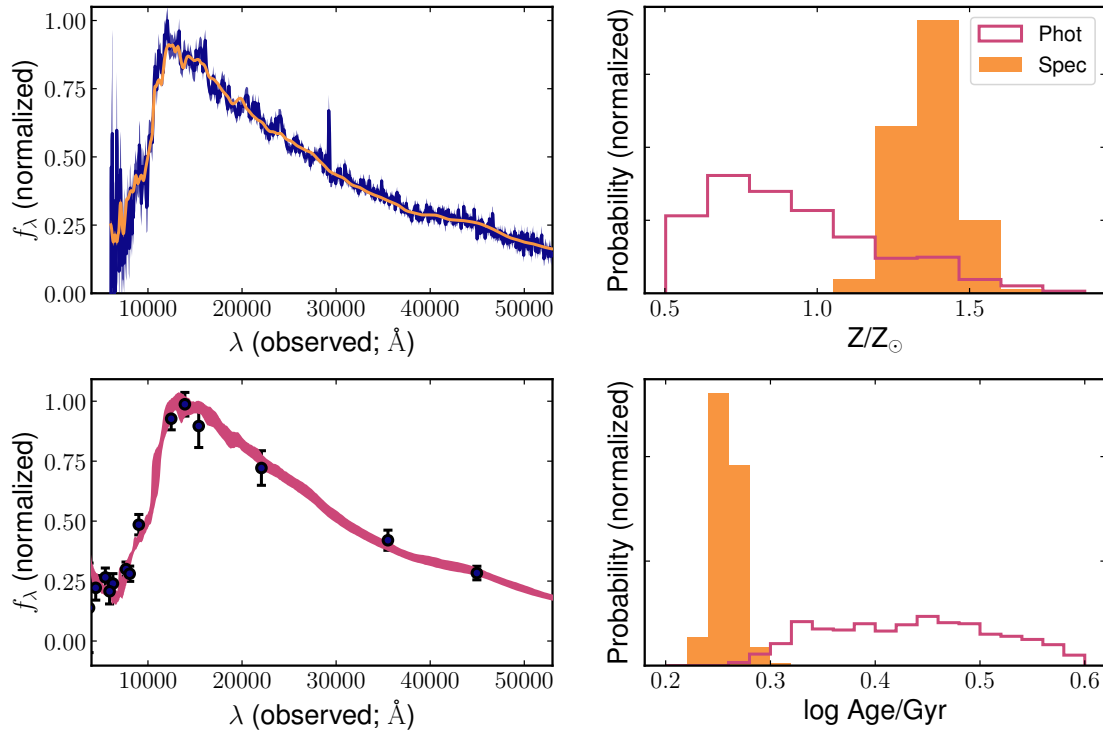 1.00
0.75
0.50
0.25
0.00
f_λ (normalized)
10000 20000 30000 40000 50000
λ (observed; Å)
Phot
Spec
Probability (normalized)
0.5 1.0 1.5
Z/Z⊙
1.00
0.75
0.50
0.25
0.00
f_λ (normalized)
10000 20000 30000 40000 50000
λ (observed; Å)
Probability (normalized)
0.2 0.3 0.4 0.5 0.6
log Age/Gyr